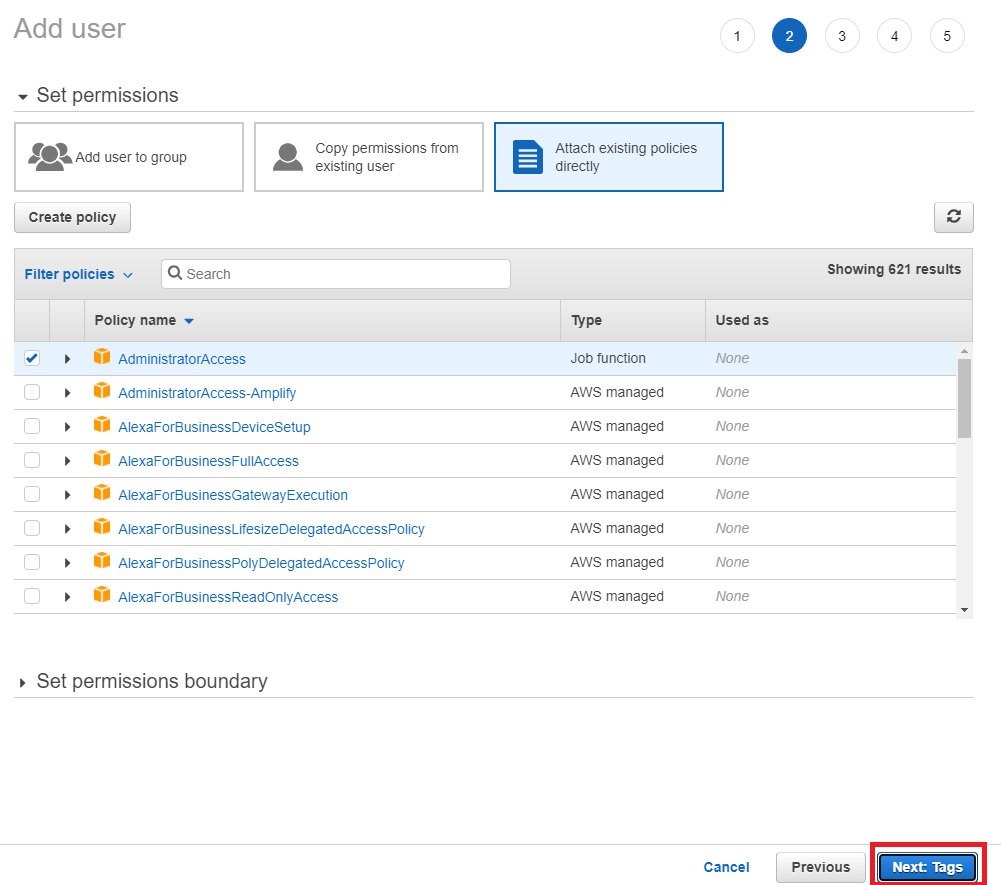 Add user
1 2 3 4 5
Set permissions
Add user to group
Copy permissions from
existing user
Attach existing policies
directly
Create policy
Filter policies Search Showing 621 results
Policy name Type Used as
AdministratorAccess Job function None
AdministratorAccess-Amplify AWS managed None
AlexaForBusinessDeviceSetup AWS managed None
AlexaForBusinessFullAccess AWS managed None
AlexaForBusinessGatewayExecution AWS managed None
AlexaForBusinessLifesizeDelegatedAccessPolicy AWS managed None
AlexaForBusinessPolyDelegatedAccessPolicy AWS managed None
AlexaForBusinessReadOnlyAccess AWS managed None
Set permissions boundary
Cancel Previous Next: Tags